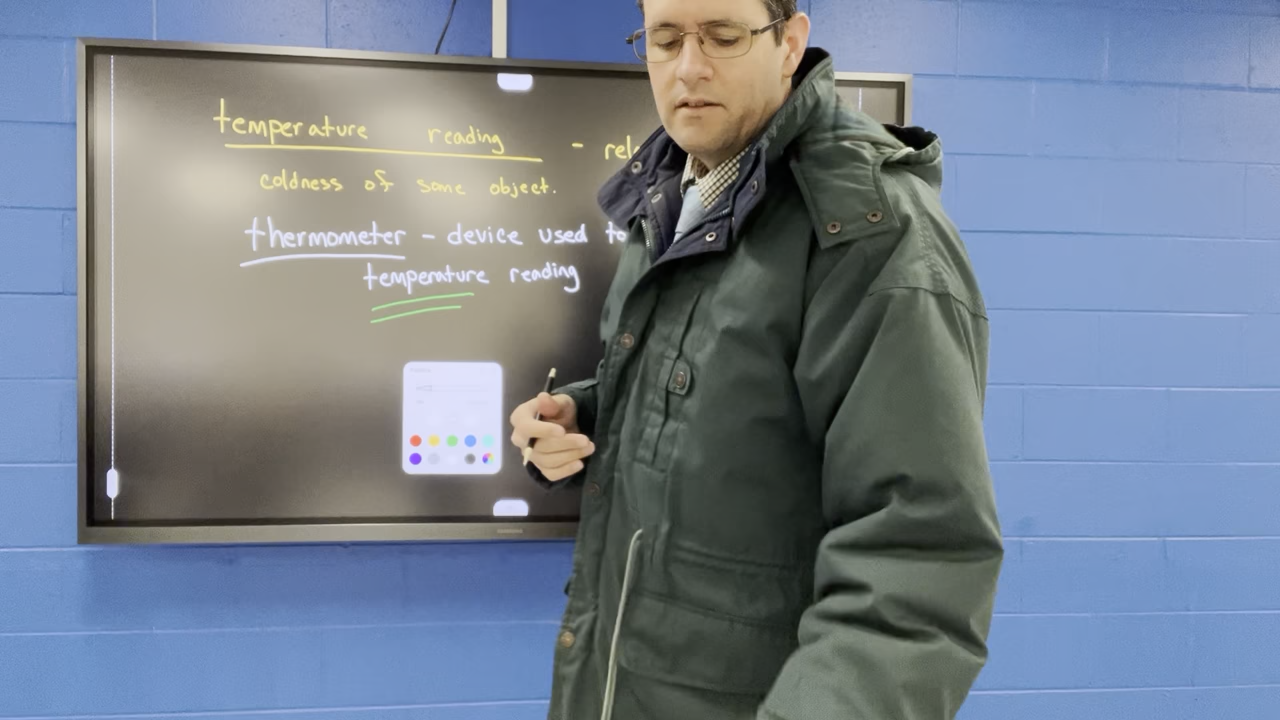 temperature reading - rel
coldness of some object.
thermometer - device used to
temperature reading